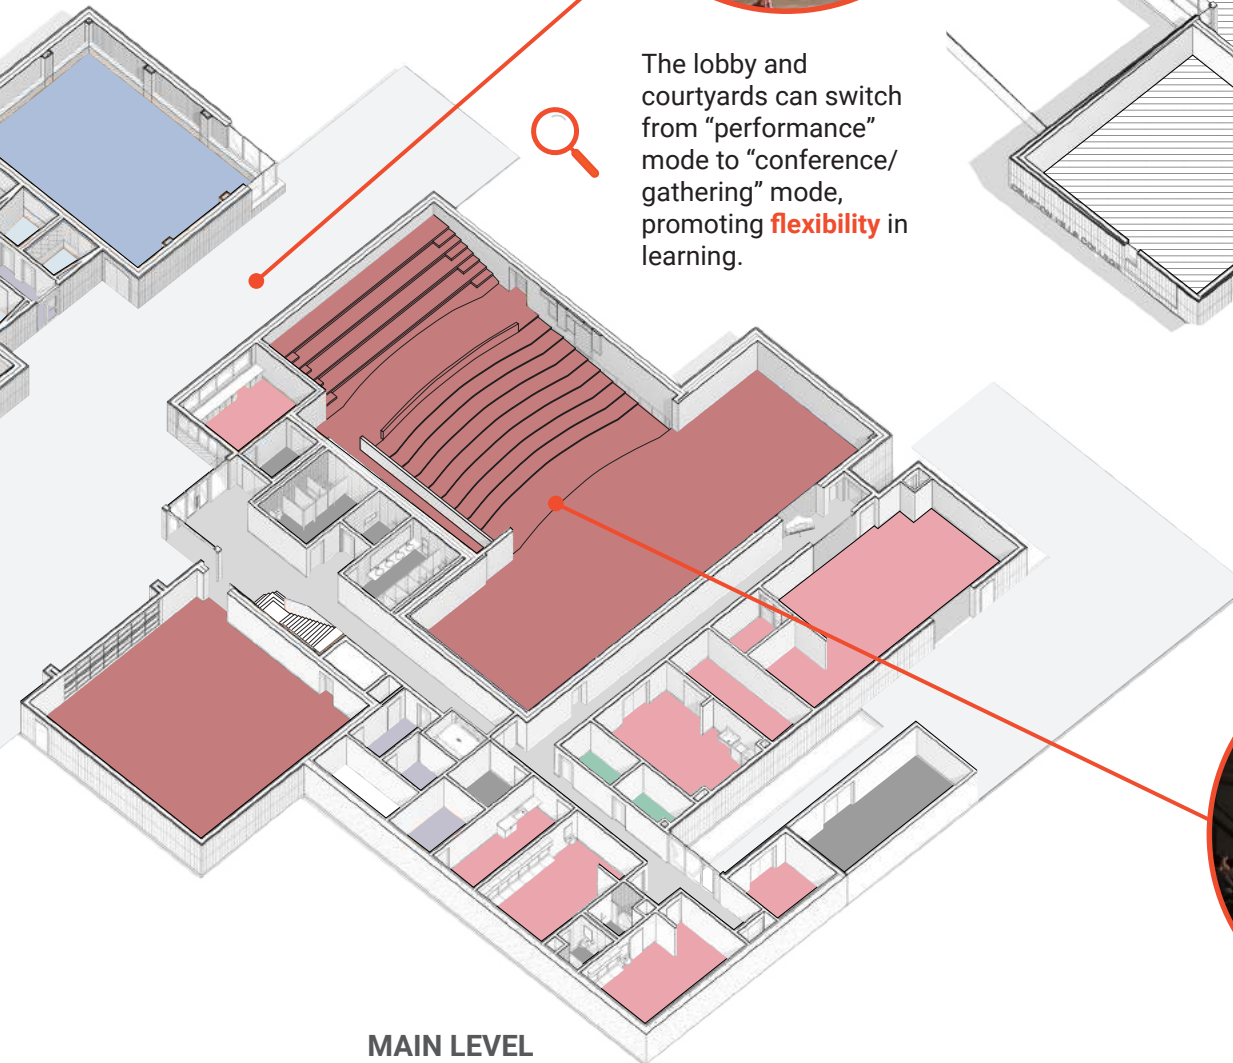 The lobby and
courtyards can switch
from “performance”
mode to “conference/
gathering” mode,
promoting flexibility in
learning.
COLLEGE
MAIN LEVEL